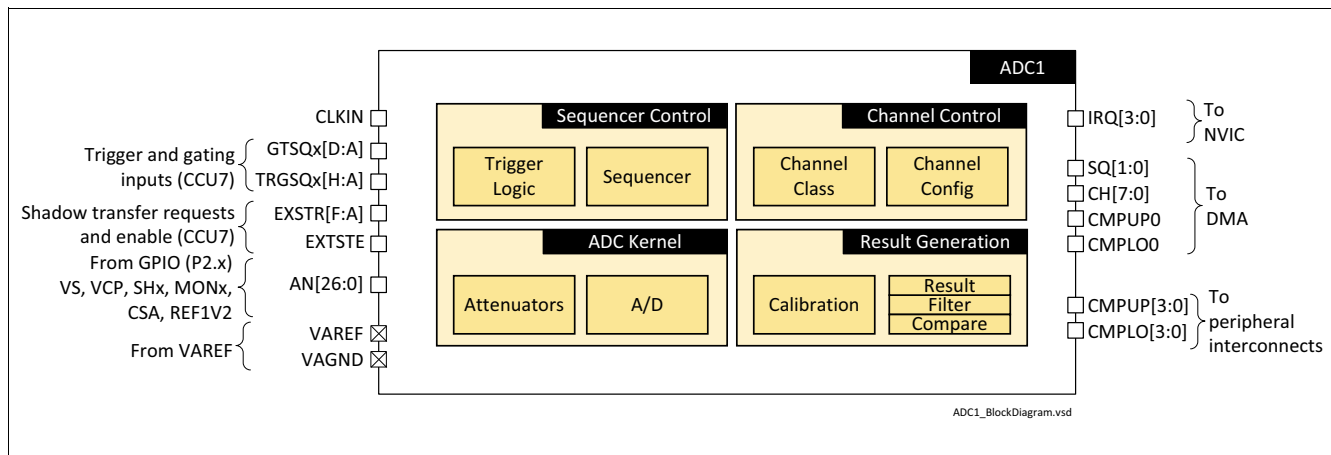 ADC1
CLKIN
Trigger and gating
inputs (CCU7)
GTSQx[D:A]
TRGSQx[H:A]
Shadow transfer requests
and enable (CCU7)
EXSTR[F:A]
EXTSTE
From GPIO (P2.x)
VS, VCP, SHx, MONx,
CSA, REF1V2
AN[26:0]
From VAREF
VAREF
VAGND
Sequencer Control
Trigger
Logic
Sequencer
Channel Control
Channel
Class
Channel
Config
ADC Kernel
Attenuators
A/D
Result Generation
Calibration
Result
Filter
Compare
IRQ[3:0]
To
NVIC
SQ[1:0]
CH[7:0]
CMPUP0
CMPLO0
To
DMA
CMPUP[3:0]
CMPLO[3:0]
To
peripheral
interconnects
ADC1_BlockDiagram.vsd